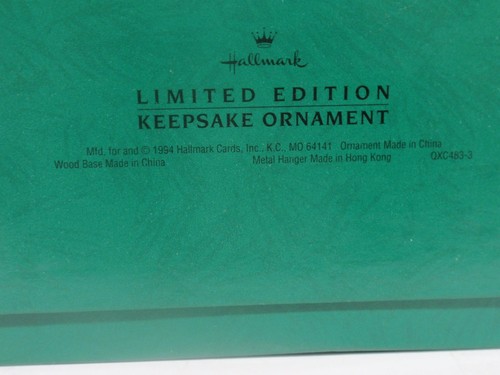 Hallmark
LIMITED EDITION
KEEPSAKE ORNAMENT
Mfd. for and © 1994 Hallmark Cards, Inc., K.C., MO 64141 Ornament Made in China
Wood Base Made in China Metal Hanger Made in Hong Kong QXC483-3